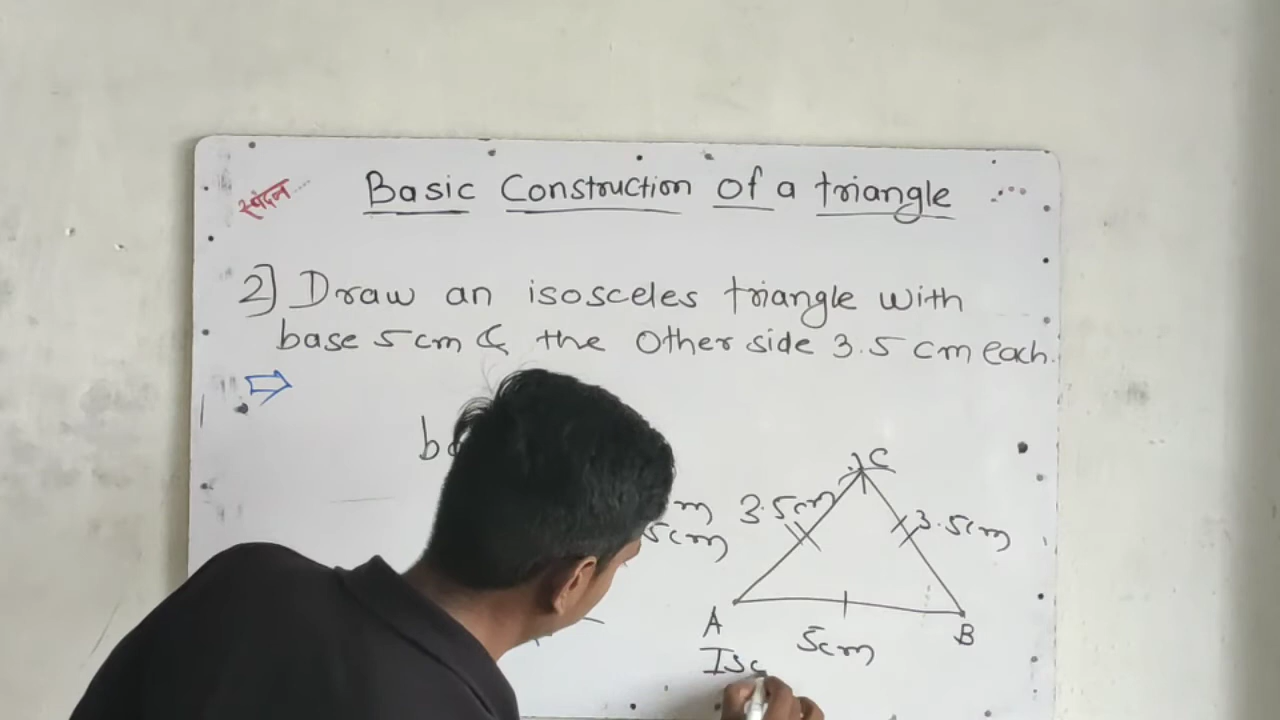 स्पंदन
Basic Construction of a triangle
2] Draw an isosceles triangle with
base 5cm & the other side 3.5 cm each.
C
3.5cm
3.5cm
5cm
A
B
5cm